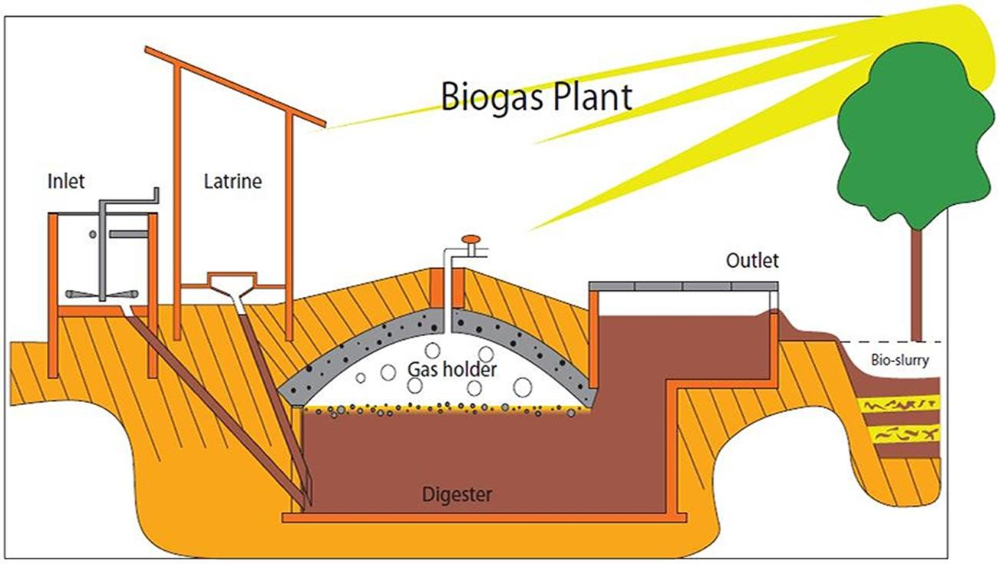 Biogas Plant
Inlet
Latrine
Outlet
Gas holder
Bio-slurry
Digester